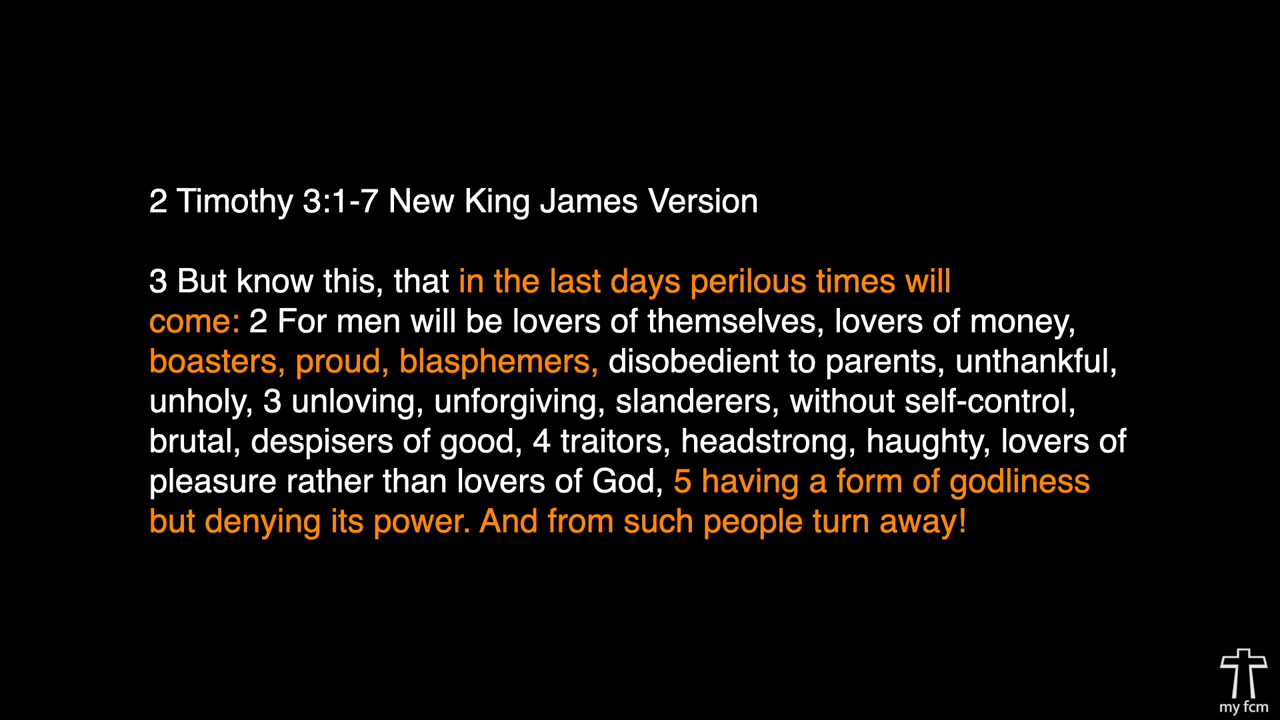 2 Timothy 3:1-7 New King James Version
3 But know this, that in the last days perilous times will
come: 2 For men will be lovers of themselves, lovers of money,
boasters, proud, blasphemers, disobedient to parents, unthankful,
unholy, 3 unloving, unforgiving, slanderers, without self-control,
brutal, despisers of good, 4 traitors, headstrong, haughty, lovers of
pleasure rather than lovers of God, 5 having a form of godliness
but denying its power. And from such people turn away!
my fcm